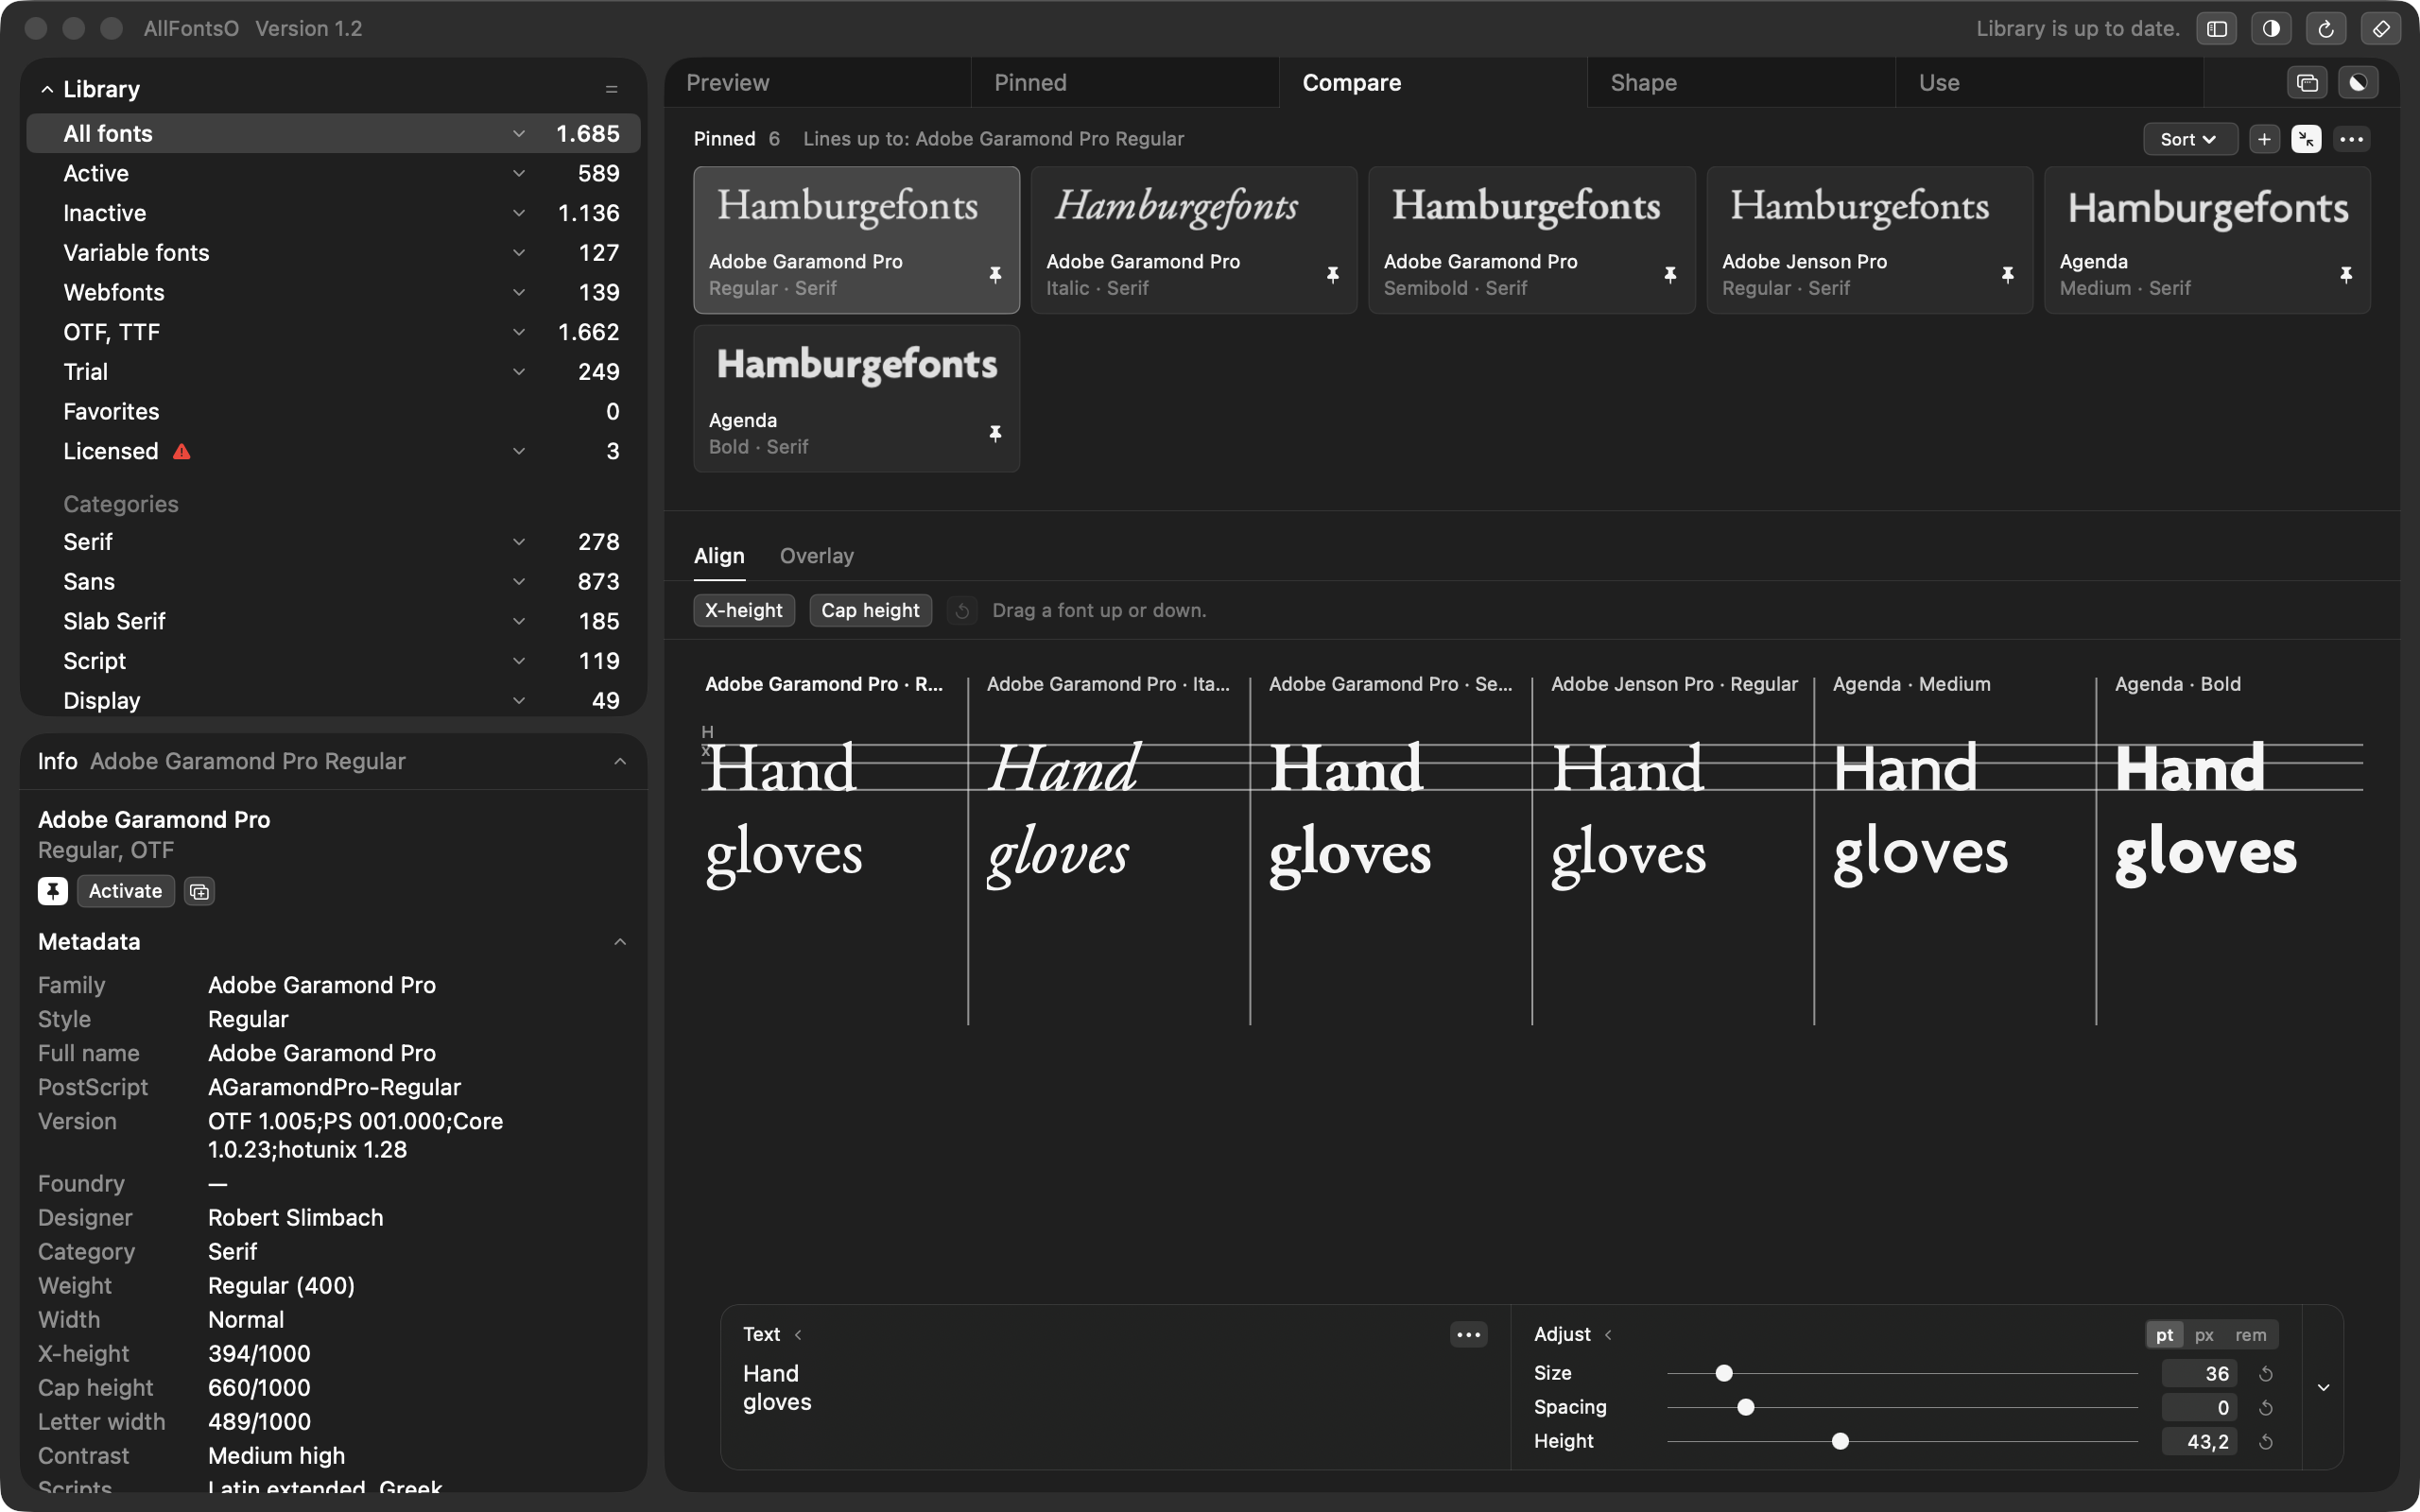 AllFontsO Version 1.2
Library is up to date.
Library
All fonts 1.685
Active 589
Inactive 1.136
Variable fonts 127
Webfonts 139
OTF, TTF 1.662
Trial 249
Favorites 0
Licensed 3
Categories
Serif 278
Sans 873
Slab Serif 185
Script 119
Display 49
Info Adobe Garamond Pro Regular
Adobe Garamond Pro
Regular, OTF
Activate
Metadata
Family Adobe Garamond Pro
Style Regular
Full name Adobe Garamond Pro
PostScript AGaramondPro-Regular
Version OTF 1.005;PS 001.000;Core
1.0.23;hotunix 1.28
Foundry —
Designer Robert Slimbach
Category Serif
Weight Regular (400)
Width Normal
X-height 394/1000
Cap height 660/1000
Letter width 489/1000
Contrast Medium high
Scripts Latin extended, Greek
Preview Pinned Compare Shape Use
Pinned 6 Lines up to: Adobe Garamond Pro Regular
Sort
Hamburgefonts
Adobe Garamond Pro
Regular · Serif
Hamburgefonts
Adobe Garamond Pro
Italic · Serif
Hamburgefonts
Adobe Garamond Pro
Semibold · Serif
Hamburgefonts
Adobe Jenson Pro
Regular · Serif
Hamburgefonts
Agenda
Medium · Serif
Hamburgefonts
Agenda
Bold · Serif
Align Overlay
X-height Cap height Drag a font up or down.
Adobe Garamond Pro · R...
H
x
Hand
gloves
Adobe Garamond Pro · Ita...
Hand
gloves
Adobe Garamond Pro · Se...
Hand
gloves
Adobe Jenson Pro · Regular
Hand
gloves
Agenda · Medium
Hand
gloves
Agenda · Bold
Hand
gloves
Text
Hand
gloves
Adjust pt px rem
Size 36
Spacing 0
Height 43,2